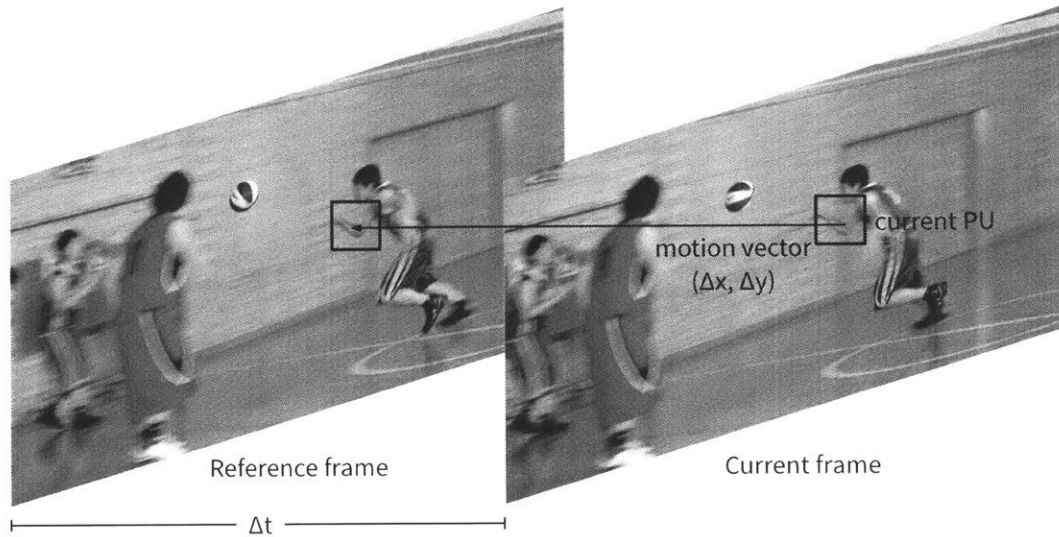 current PU
motion vector
(Δx, Δy)
Reference frame
Current frame
Δt